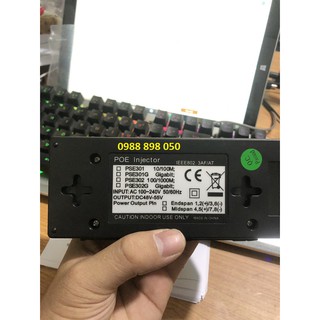 0988 898 050
POE Injector IEEE802.3AF/AT
PSE301 10/100M;
PSE301G Gigabit;
PSE302 100/1000M;
PSE302G Gigabit;
INPUT:AC 100~240V 50/60Hz
OUTPUT:DC48V-56V
Power Output Pin Endspan 1,2(+)/3,6(-)
Midspan 4,5(+)/7,8(-)
CAUTION INDOOR USE ONLY